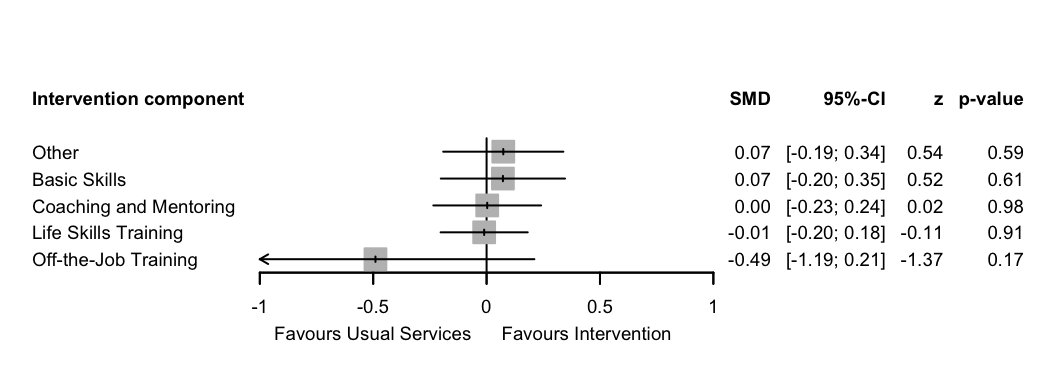 Intervention component SMD 95%-CI z p-value
Other 0.07 [-0.19; 0.34] 0.54 0.59
Basic Skills 0.07 [-0.20; 0.35] 0.52 0.61
Coaching and Mentoring 0.00 [-0.23; 0.24] 0.02 0.98
Life Skills Training -0.01 [-0.20; 0.18] -0.11 0.91
Off-the-Job Training -0.49 [-1.19; 0.21] -1.37 0.17
-1 -0.5 0 0.5 1
Favours Usual Services Favours Intervention